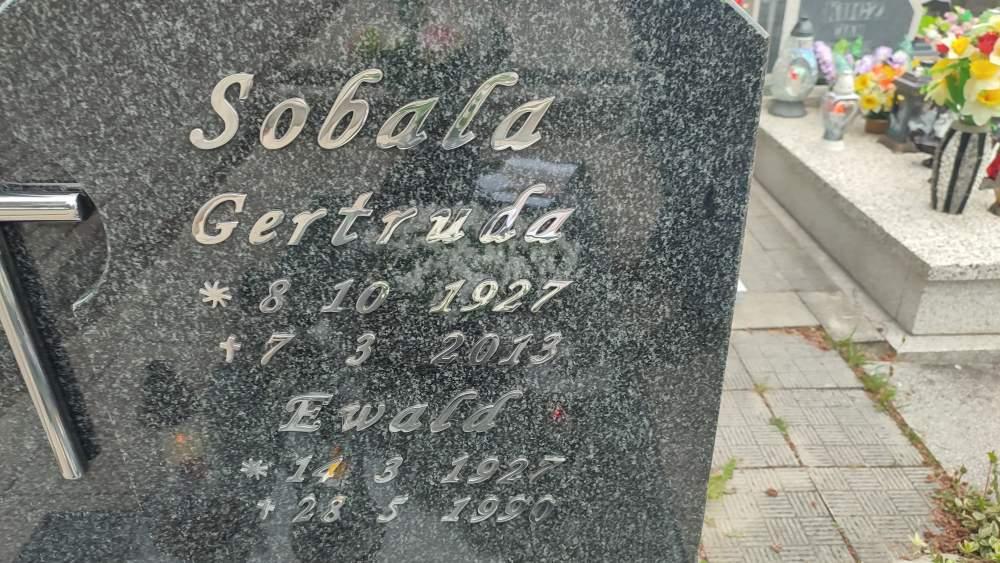 Sobala
Gertruda
* 8 10 1927
† 7 3 2013
Ewald
* 14 3 1927
† 28 5 1990